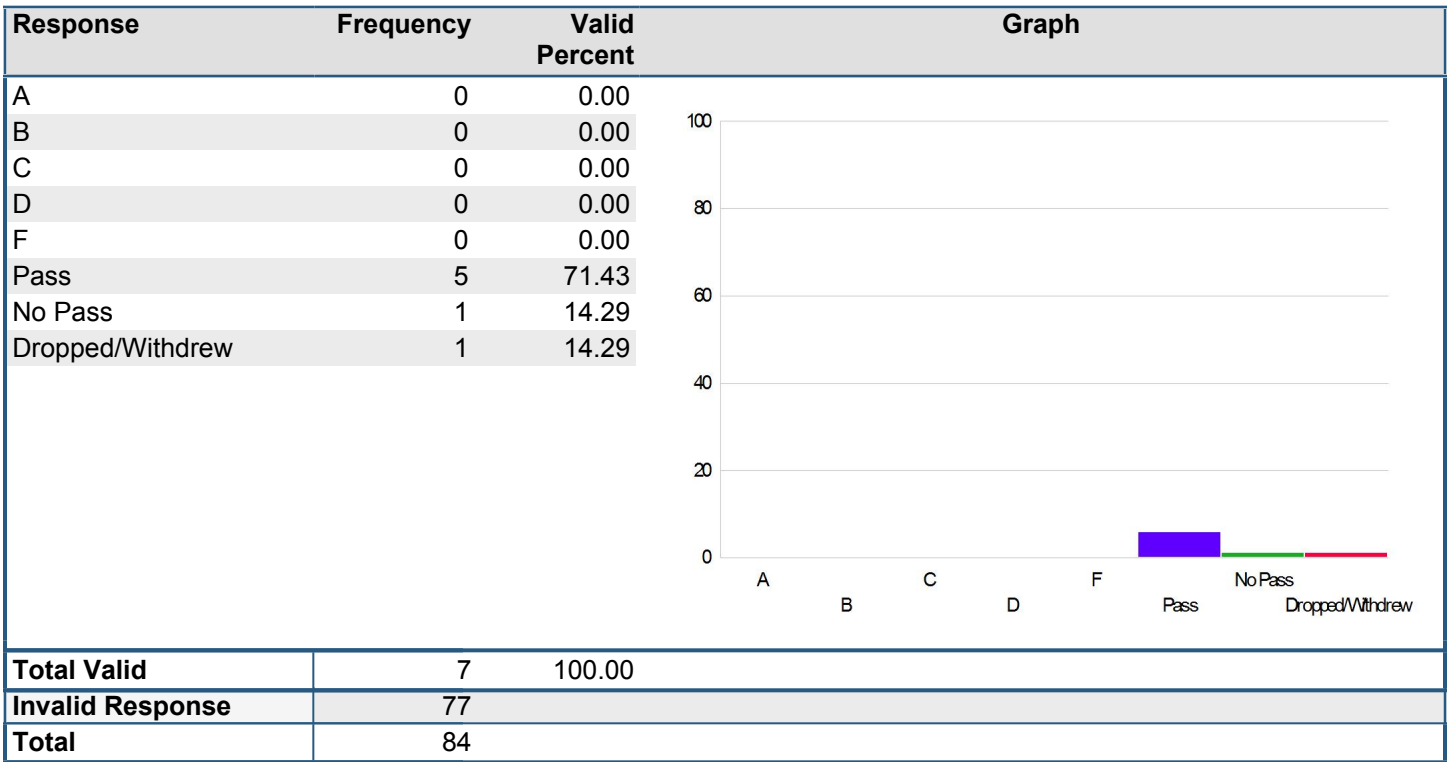 Response Frequency Valid Percent Graph
A 0 0.00
B 0 0.00
C 0 0.00
D 0 0.00
F 0 0.00
Pass 5 71.43
No Pass 1 14.29
Dropped/Withdrew 1 14.29
100
80
60
40
20
0
A C F No Pass
B D Pass Dropped/Withdrew
Total Valid 7 100.00
Invalid Response 77
Total 84